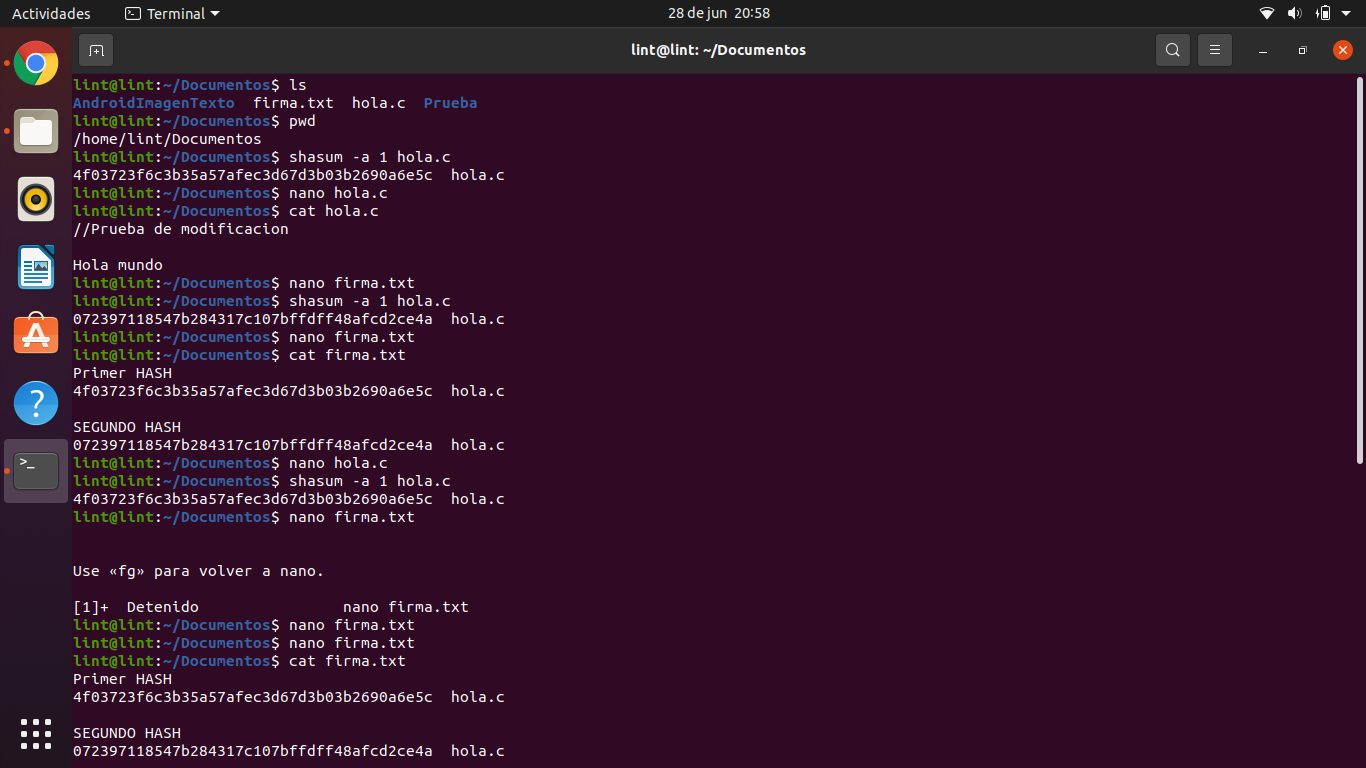 Actividades Terminal 28 de jun 20:58
lint@lint: ~/Documentos
lint@lint:~/Documentos$ ls
AndroidImagenTexto firma.txt hola.c Prueba
lint@lint:~/Documentos$ pwd
/home/lint/Documentos
lint@lint:~/Documentos$ shasum -a 1 hola.c
4f03723f6c3b35a57afec3d67d3b03b2690a6e5c hola.c
lint@lint:~/Documentos$ nano hola.c
lint@lint:~/Documentos$ cat hola.c
//Prueba de modificacion
Hola mundo
lint@lint:~/Documentos$ nano firma.txt
lint@lint:~/Documentos$ shasum -a 1 hola.c
072397118547b284317c107bffdff48afcd2ce4a hola.c
lint@lint:~/Documentos$ nano firma.txt
lint@lint:~/Documentos$ cat firma.txt
Primer HASH
4f03723f6c3b35a57afec3d67d3b03b2690a6e5c hola.c
SEGUNDO HASH
072397118547b284317c107bffdff48afcd2ce4a hola.c
lint@lint:~/Documentos$ nano hola.c
lint@lint:~/Documentos$ shasum -a 1 hola.c
4f03723f6c3b35a57afec3d67d3b03b2690a6e5c hola.c
lint@lint:~/Documentos$ nano firma.txt
Use «fg» para volver a nano.
[1]+ Detenido nano firma.txt
lint@lint:~/Documentos$ nano firma.txt
lint@lint:~/Documentos$ nano firma.txt
lint@lint:~/Documentos$ cat firma.txt
Primer HASH
4f03723f6c3b35a57afec3d67d3b03b2690a6e5c hola.c
SEGUNDO HASH
072397118547b284317c107bffdff48afcd2ce4a hola.c